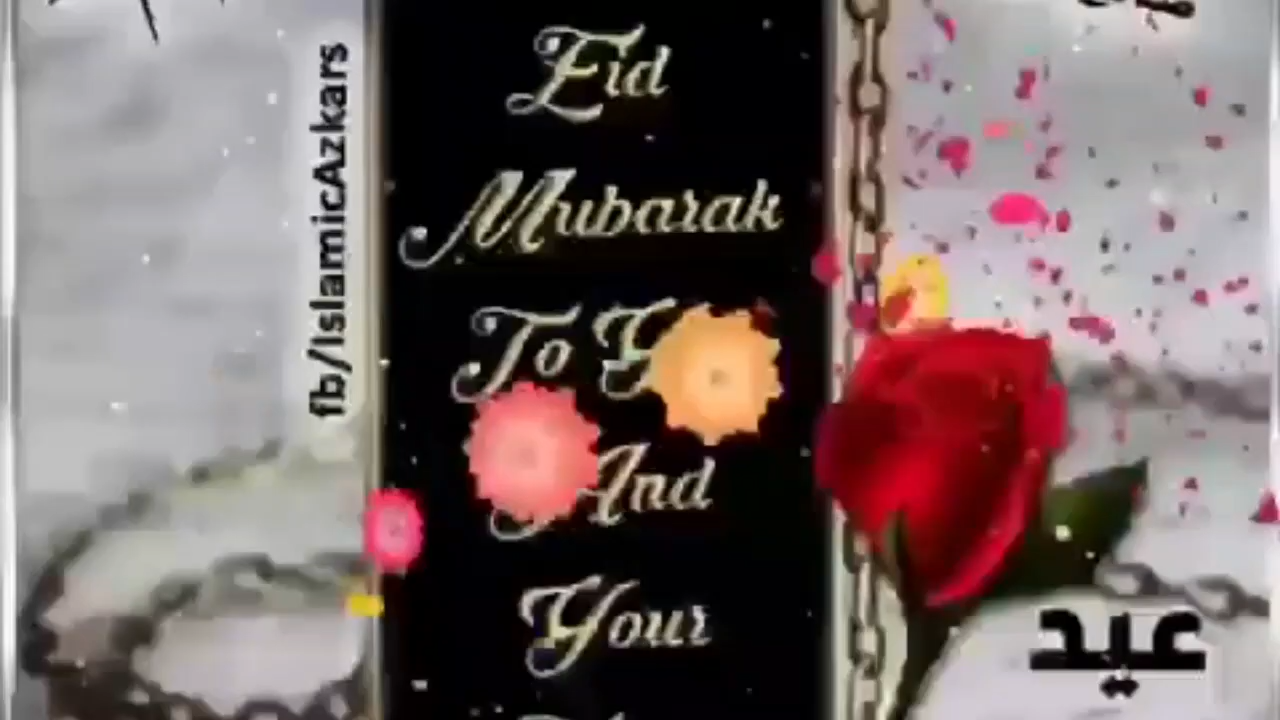 Eid
Mubarak
To
And
Your
fb/IslamicAzkars
عيد